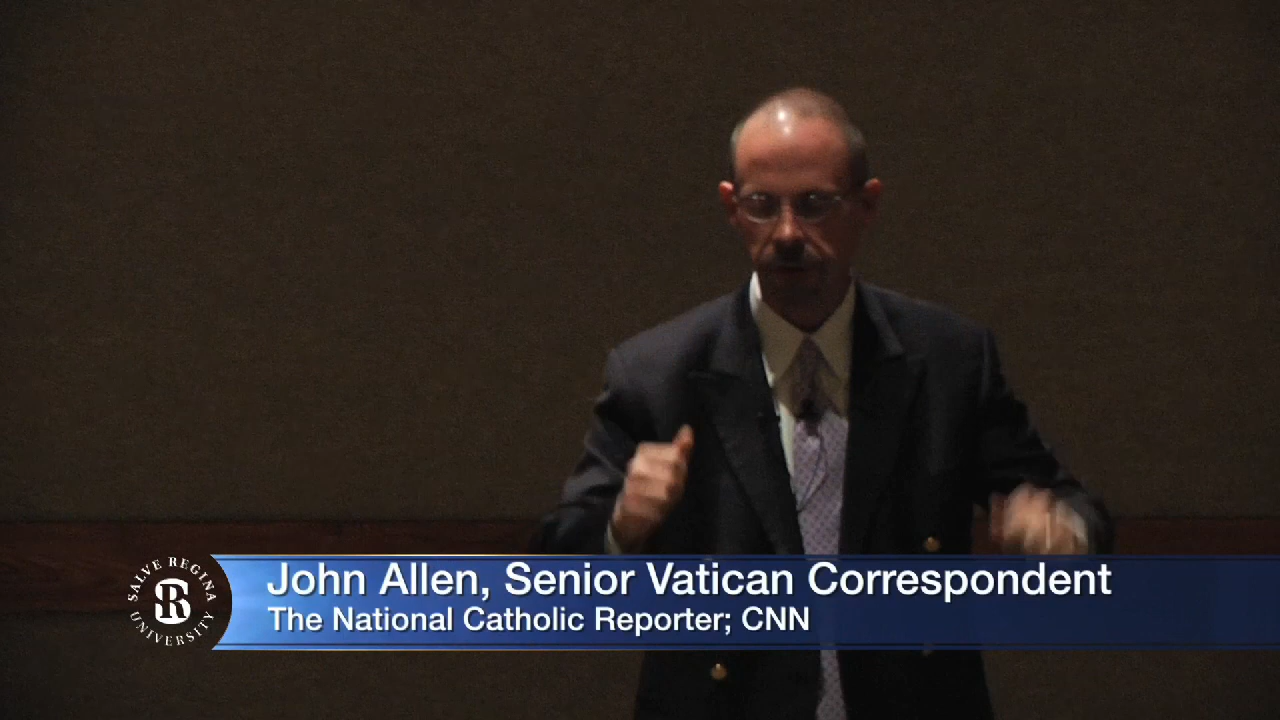 SALVE REGINA
UNIVERSITY
John Allen, Senior Vatican Correspondent
The National Catholic Reporter; CNN